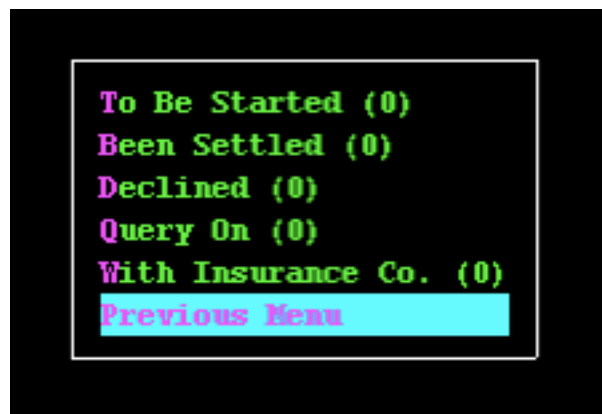 To Be Started (0)
Been Settled (0)
Declined (0)
Query On (0)
With Insurance Co. (0)
Previous Menu